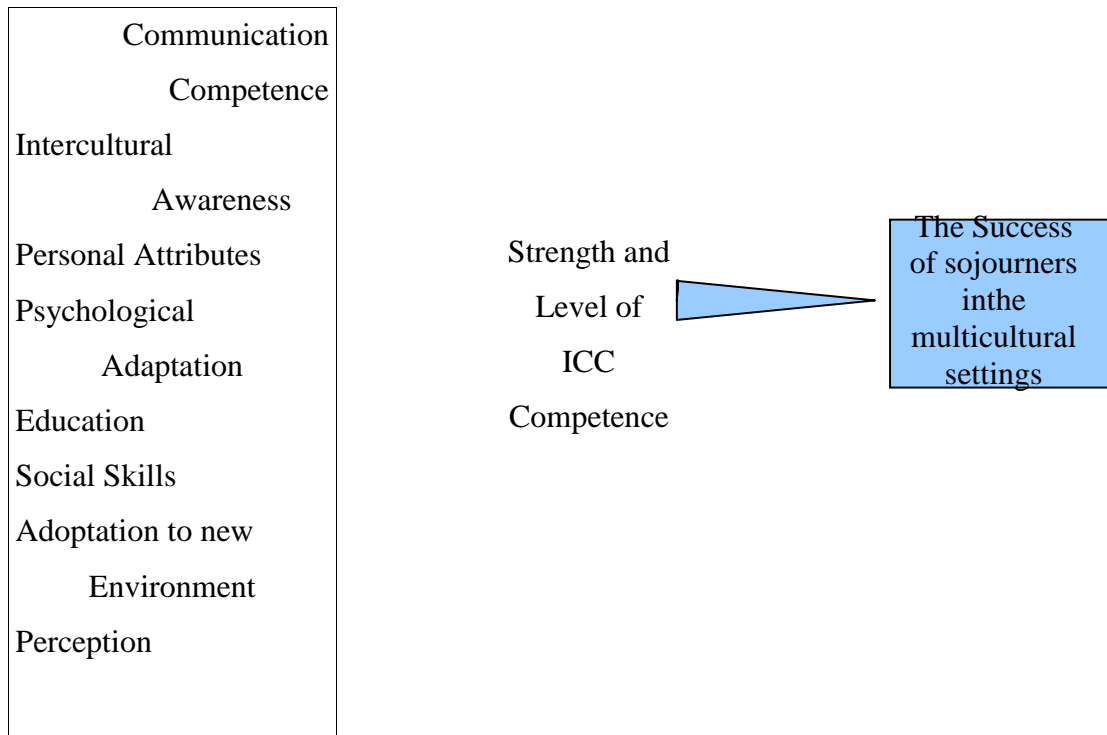 Communication
Competence
Intercultural
Awareness
Personal Attributes
Psychological
Adaptation
Education
Social Skills
Adoptation to new
Environment
Perception
Strength and
Level of
ICC
Competence
The Success
of sojourners
inthe
multicultural
settings